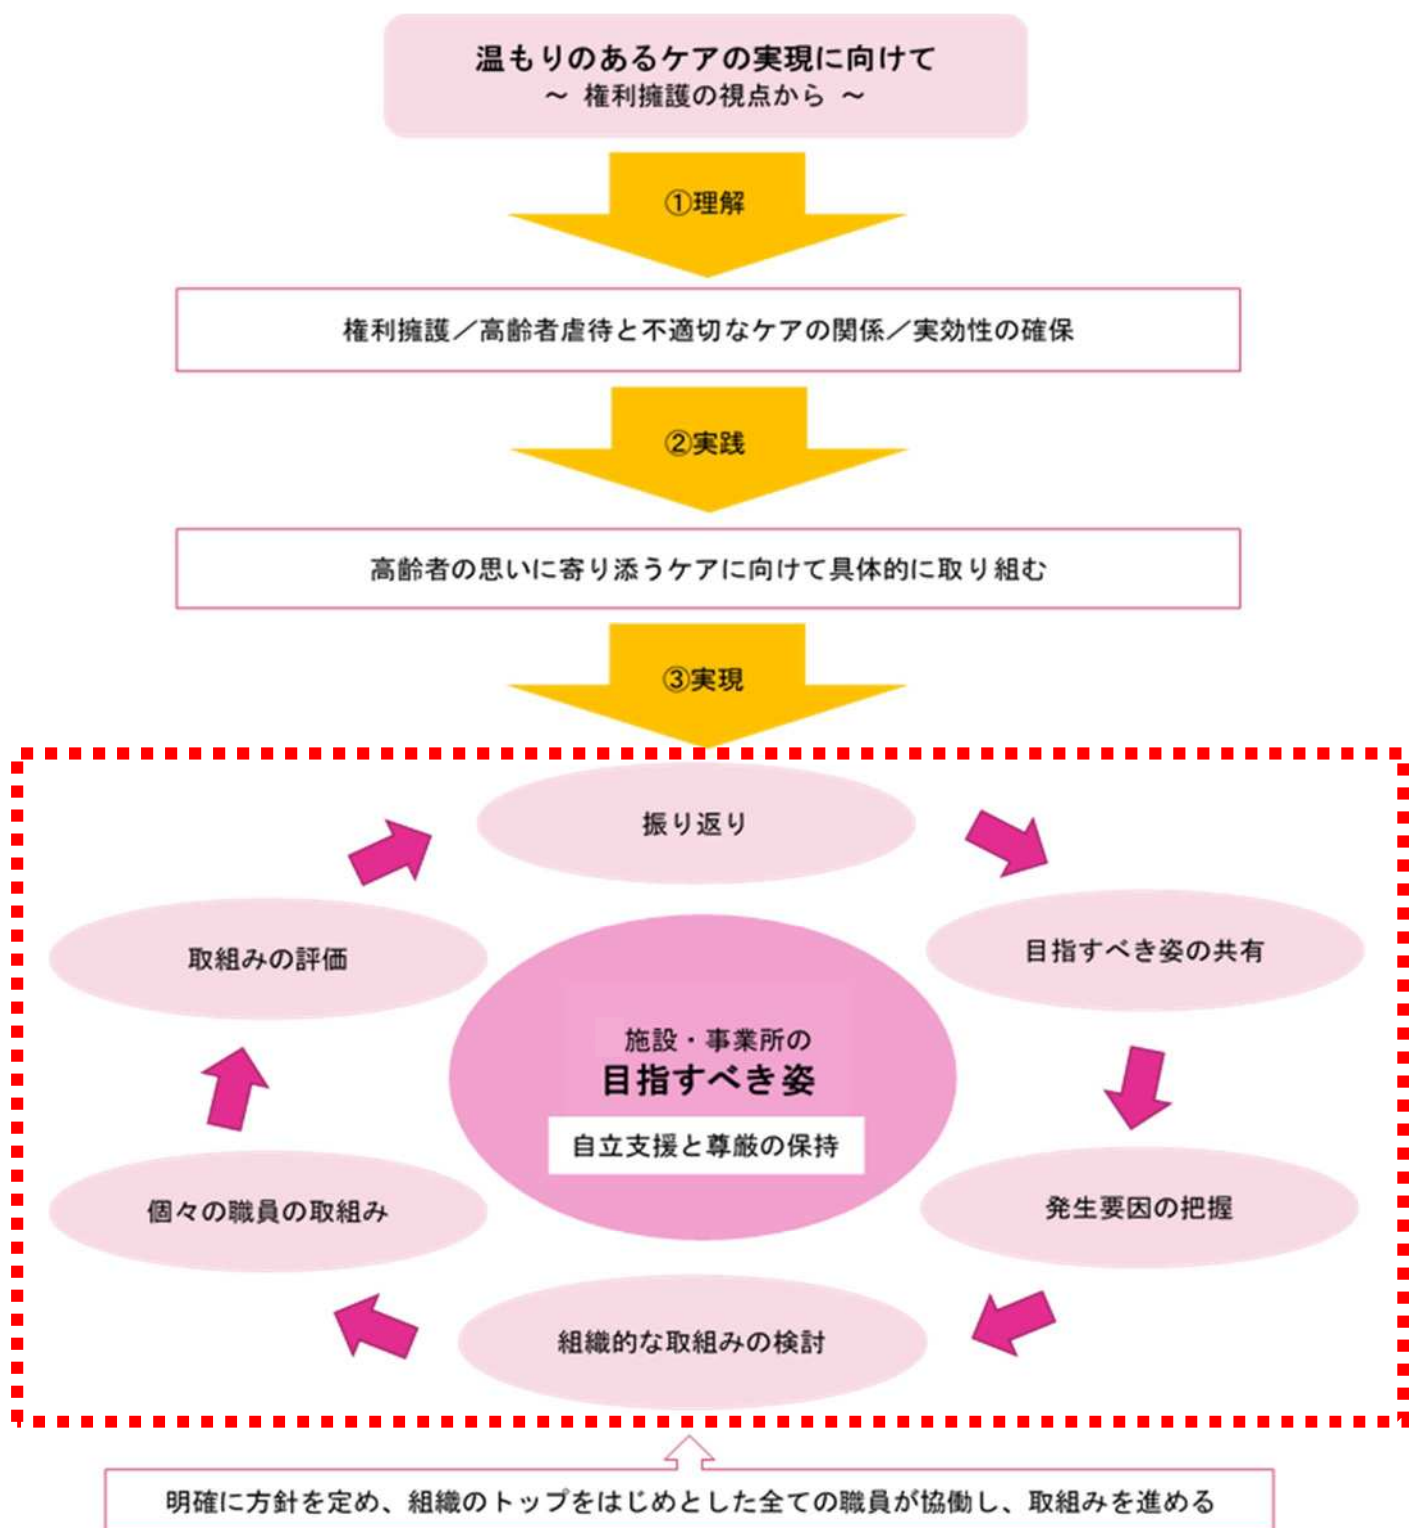 温もりのあるケアの実現に向けて
～ 権利擁護の視点から ～
①理解
権利擁護／高齢者虐待と不適切なケアの関係／実効性の確保
②実践
高齢者の思いに寄り添うケアに向けて具体的に取り組む
③実現
振り返り
目指すべき姿の共有
発生要因の把握
組織的な取組みの検討
個々の職員の取組み
取組みの評価
施設・事業所の
目指すべき姿
自立支援と尊厳の保持
明確に方針を定め、組織のトップをはじめとした全ての職員が協働し、取組みを進める